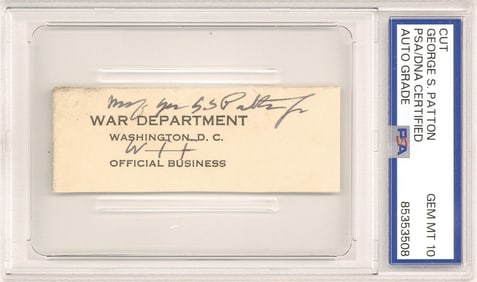 Maj Gen G S Patton Jr
WAR DEPARTMENT
WASHINGTON, D. C.
OFFICIAL BUSINESS
CUT
GEORGE S. PATTON
PSA/DNA CERTIFIED
AUTO GRADE
PSA
GEM MT 10
85353508